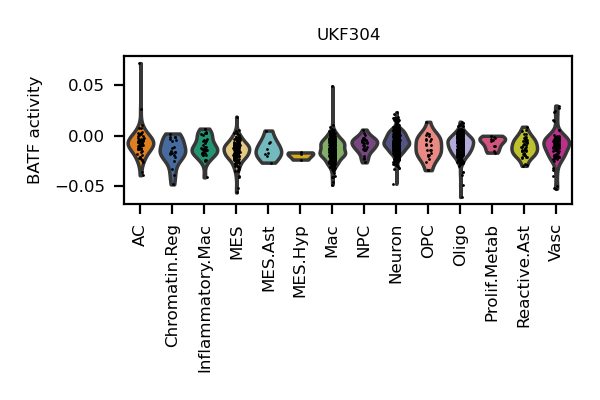 UKF304
BATF activity
0.05
0.00
−0.05
AC
Chromatin.Reg
Inflammatory.Mac
MES
MES.Ast
MES.Hyp
Mac
NPC
Neuron
OPC
Oligo
Prolif.Metab
Reactive.Ast
Vasc